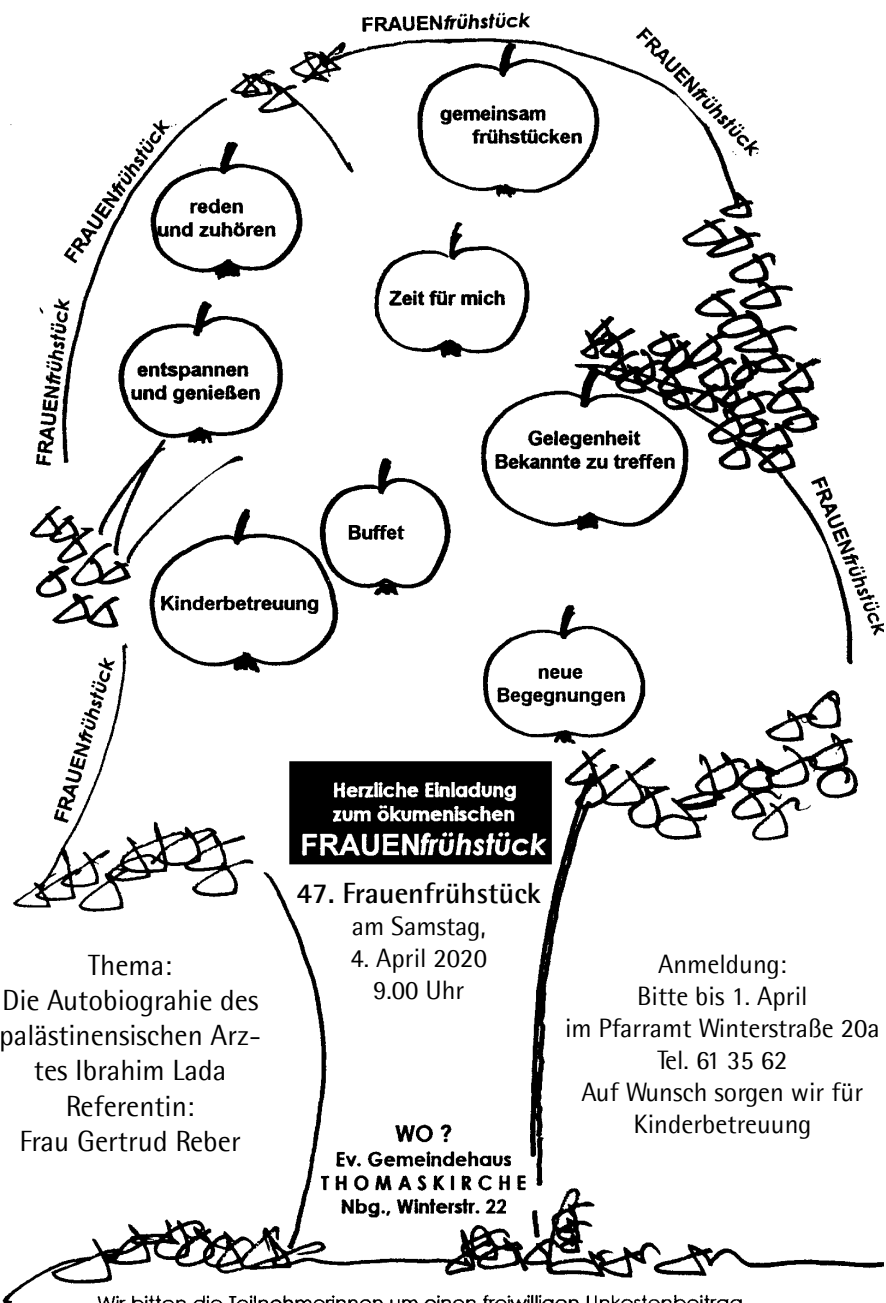 FRAUENfrühstück
FRAUENfrühstück
FRAUENfrühstück
FRAUENfrühstück
FRAUENfrühstück
FRAUENfrühstück
gemeinsam
frühstücken
reden
und zuhören
Zeit für mich
entspannen
und genießen
Gelegenheit
Bekannte zu treffen
Buffet
Kinderbetreuung
neue
Begegnungen
Herzliche Einladung
zum ökumenischen
FRAUENfrühstück
47. Frauenfrühstück
am Samstag,
4. April 2020
9.00 Uhr
Thema:
Die Autobiograhie des
palästinensischen Arz-
tes Ibrahim Lada
Referentin:
Frau Gertrud Reber
Anmeldung:
Bitte bis 1. April
im Pfarramt Winterstraße 20a
Tel. 61 35 62
Auf Wunsch sorgen wir für
Kinderbetreuung
WO ?
Ev. Gemeindehaus
THOMASKIRCHE
Nbg., Winterstr. 22
Wir bitten die Teilnehmerinnen um einen freiwilligen Unkostenbeitrag